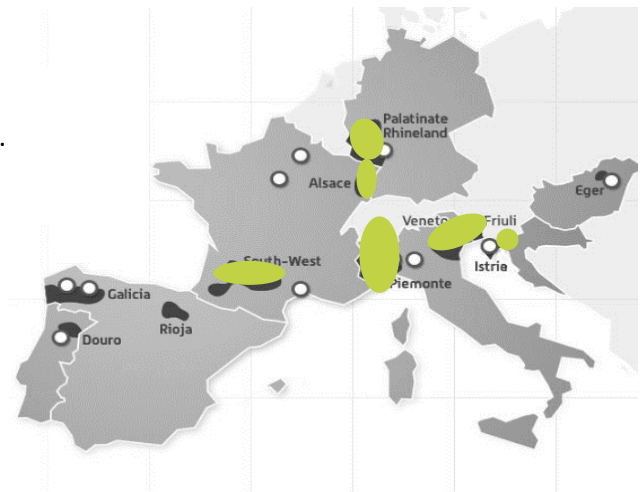 Palatinate
Rhineland
Alsace
Eger
Veneto Friuli
South-West
Istria
Piemonte
Galicia
Rioja
Douro